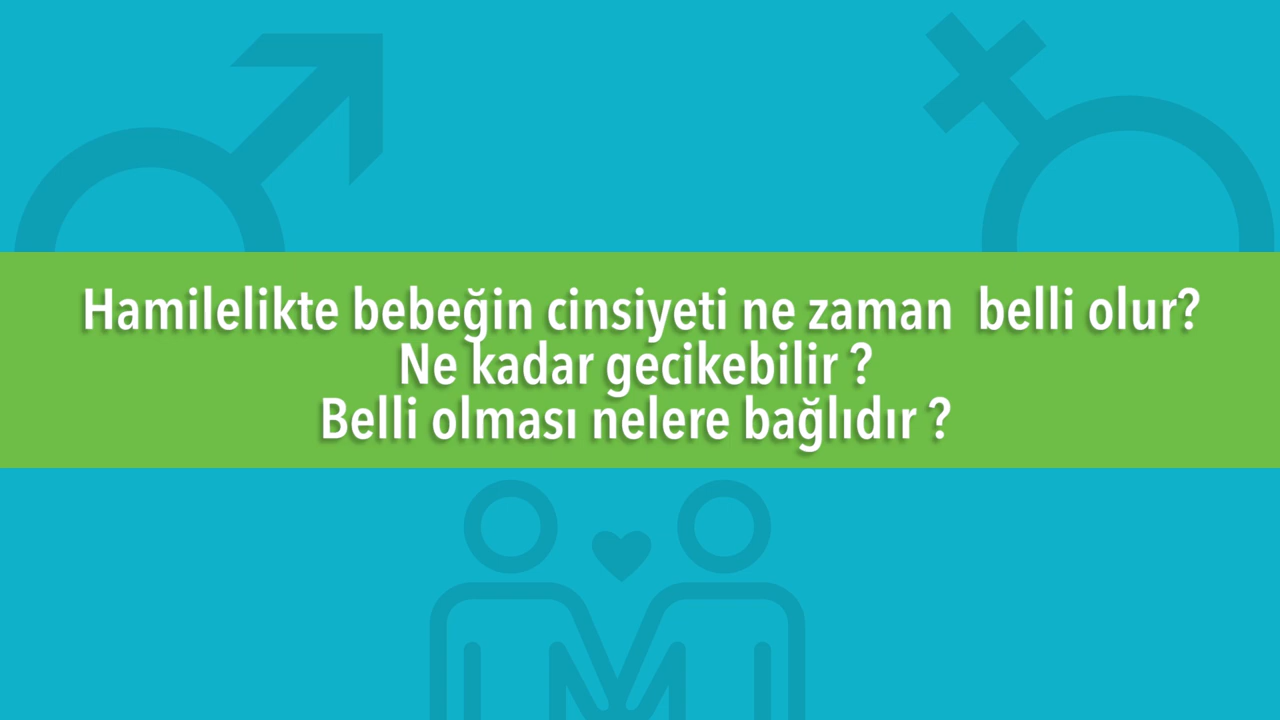 Hamilelikte bebeğin cinsiyeti ne zaman  belli olur?
Ne kadar gecikebilir ?
Belli olması nelere bağlıdır ?